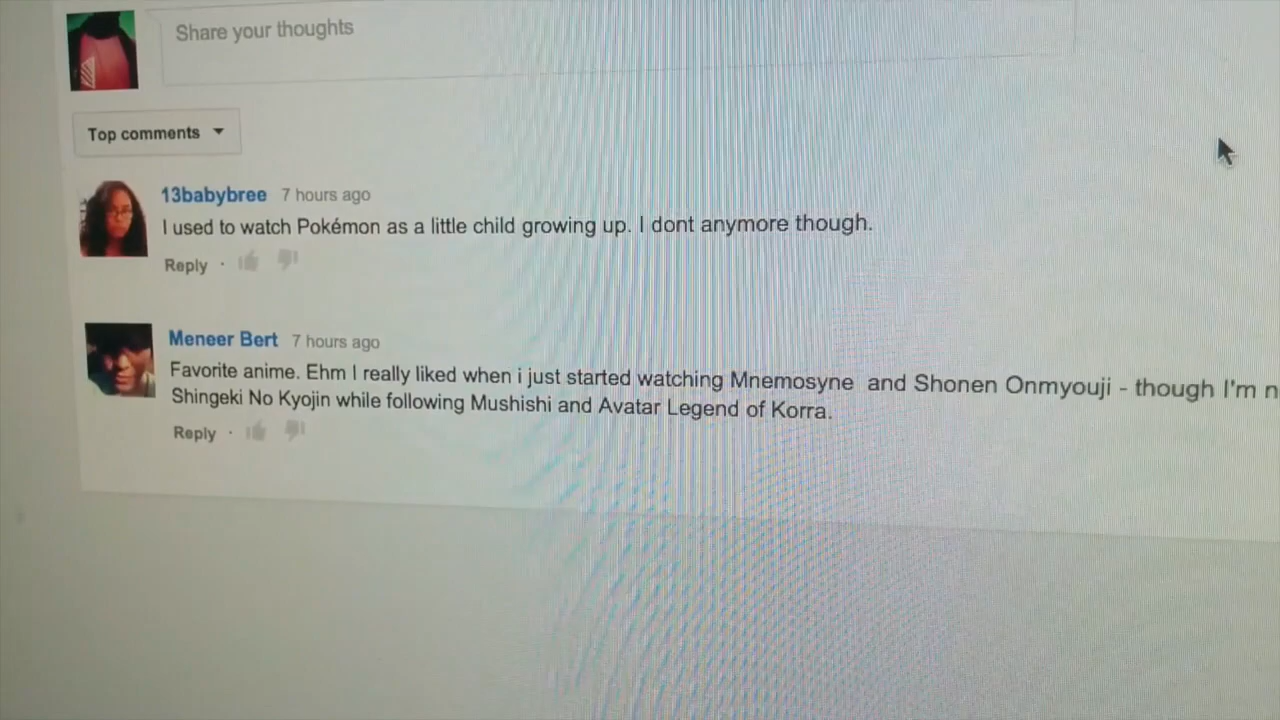 Share your thoughts
Top comments
13babybree 7 hours ago
I used to watch Pokémon as a little child growing up. I dont anymore though.
Reply ·
Meneer Bert 7 hours ago
Favorite anime. Ehm I really liked when i just started watching Mnemosyne and Shonen Onmyouji - though I'm
Shingeki No Kyojin while following Mushishi and Avatar Legend of Korra.
Reply ·